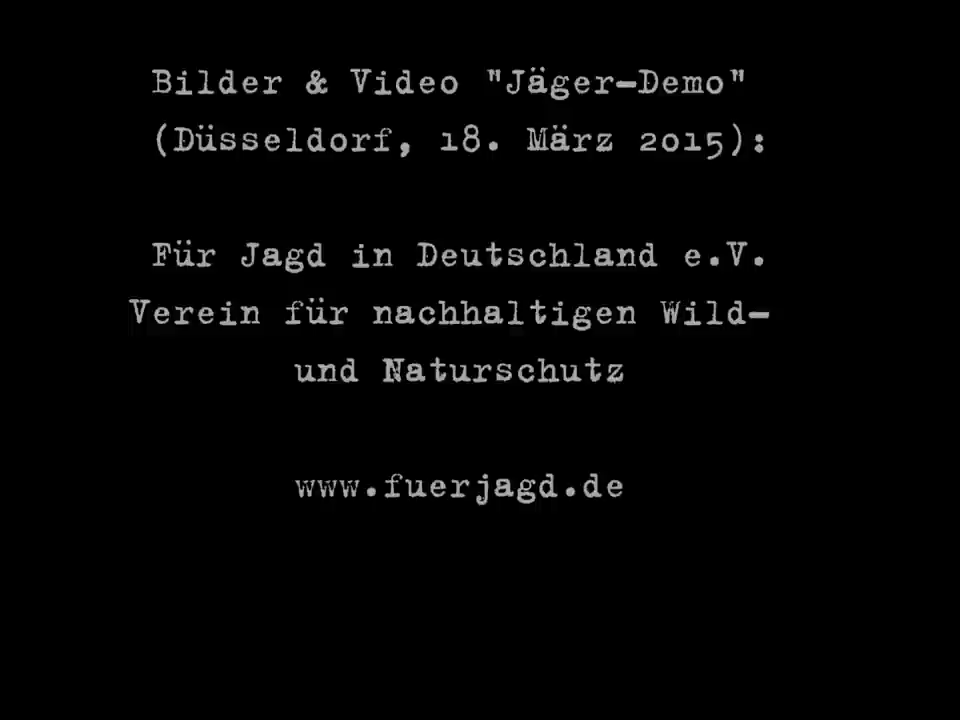 Bilder & Video "Jäger-Demo"
(Düsseldorf, 18. März 2015):
Für Jagd in Deutschland e.V.
Verein für nachhaltigen Wild-
und Naturschutz
www.fuerjagd.de